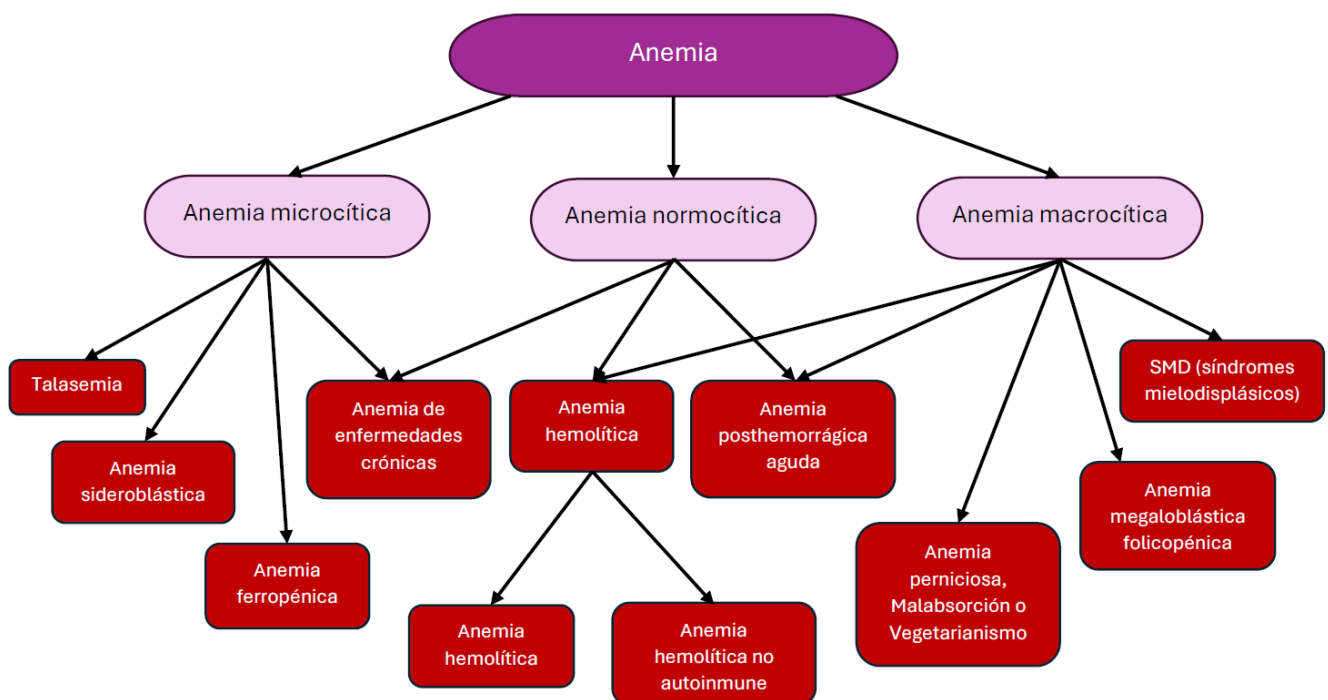 Anemia
Anemia microcítica
Anemia normocítica
Anemia macrocítica
Talasemia
Anemia
sideroblástica
Anemia
ferropénica
Anemia de
enfermedades
crónicas
Anemia
hemolítica
Anemia
posthemorrágica
aguda
SMD (síndromes
mielodisplásicos)
Anemia
megaloblástica
folicopénica
Anemia
perniciosa,
Malabsorción o
Vegetarianismo
Anemia
hemolítica
Anemia
hemolítica no
autoinmune